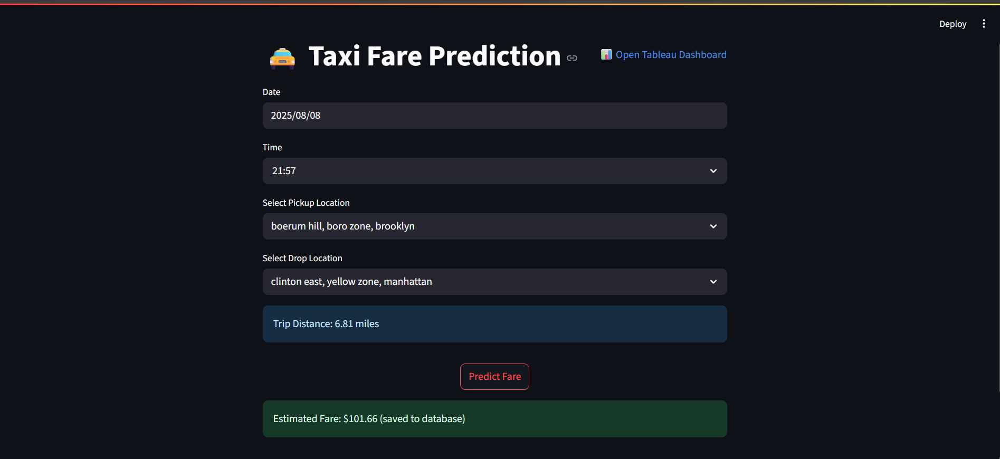 Deploy
Taxi Fare Prediction
Open Tableau Dashboard
Date
2025/08/08
Time
21:57
Select Pickup Location
boerum hill, boro zone, brooklyn
Select Drop Location
clinton east, yellow zone, manhattan
Trip Distance: 6.81 miles
Predict Fare
Estimated Fare: $101.66 (saved to database)